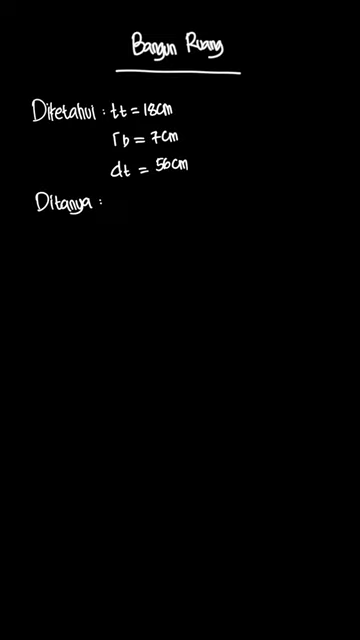 Bangun Ruang
Diketahui : tt = 18cm
rb = 7cm
dt = 56cm
Ditanya :